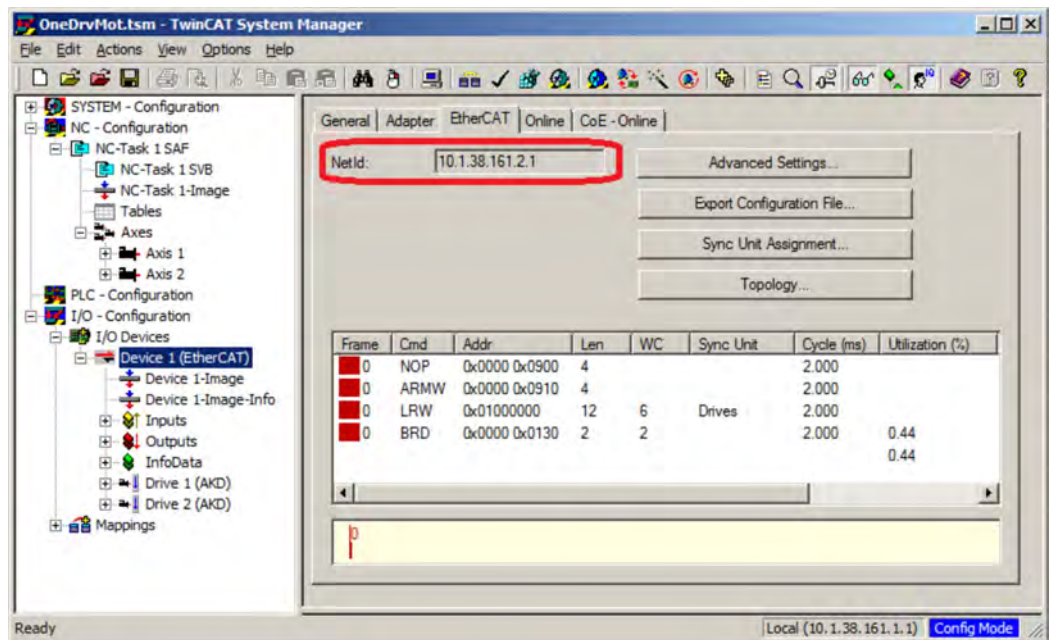 OneDrvMot.tsm - TwinCAT System Manager
File Edit Actions View Options Help
SYSTEM - Configuration
NC - Configuration
NC-Task 1 SAF
NC-Task 1 SVB
NC-Task 1-Image
Tables
Axes
Axis 1
Axis 2
PLC - Configuration
I/O - Configuration
I/O Devices
Device 1 (EtherCAT)
Device 1-Image
Device 1-Image-Info
Inputs
Outputs
InfoData
Drive 1 (AKD)
Drive 2 (AKD)
Mappings
General Adapter EtherCAT Online CoE - Online
NetId: 10.1.38.161.2.1
Advanced Settings...
Export Configuration File...
Sync Unit Assignment...
Topology...
Frame Cmd Addr Len WC Sync Unit Cycle (ms) Utilization (%)
0 NOP 0x0000 0x0900 4 2.000
0 ARMW 0x0000 0x0910 4 2.000
0 LRW 0x01000000 12 6 Drives 2.000
0 BRD 0x0000 0x0130 2 2 2.000 0.44
0.44
0
Ready Local (10.1.38.161.1.1) Config Mode